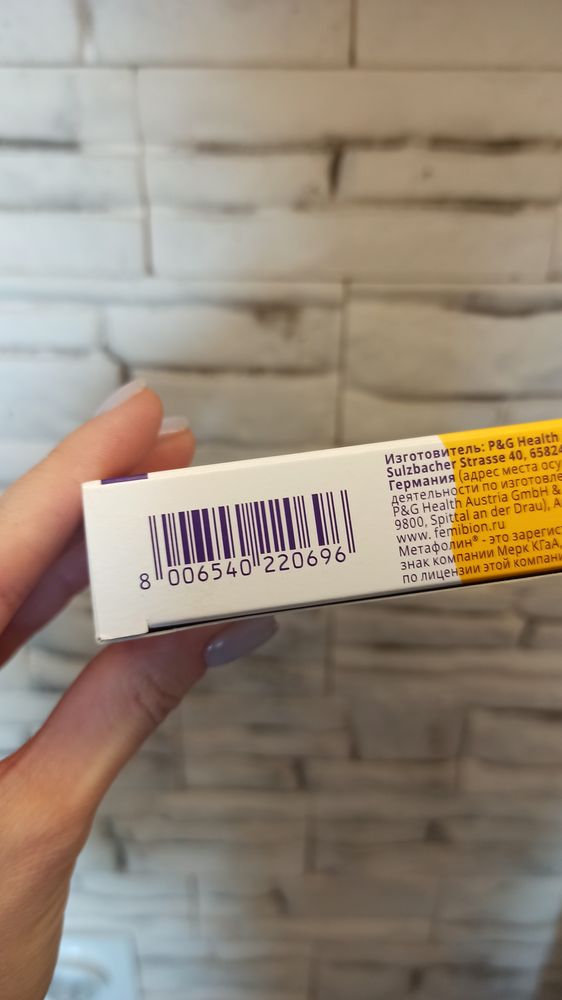 8 006540 220696
Изготовитель: P&G Health
Sulzbacher Strasse 40, 65824
Германия (адрес места осу
деятельности по изготовле
P&G Health Austria GmbH &
9800, Spittal an der Drau), А
www. femibion.ru
Метафолин® - это зарегист
знак компании Мерк КГаА,
по лицензии этой компани